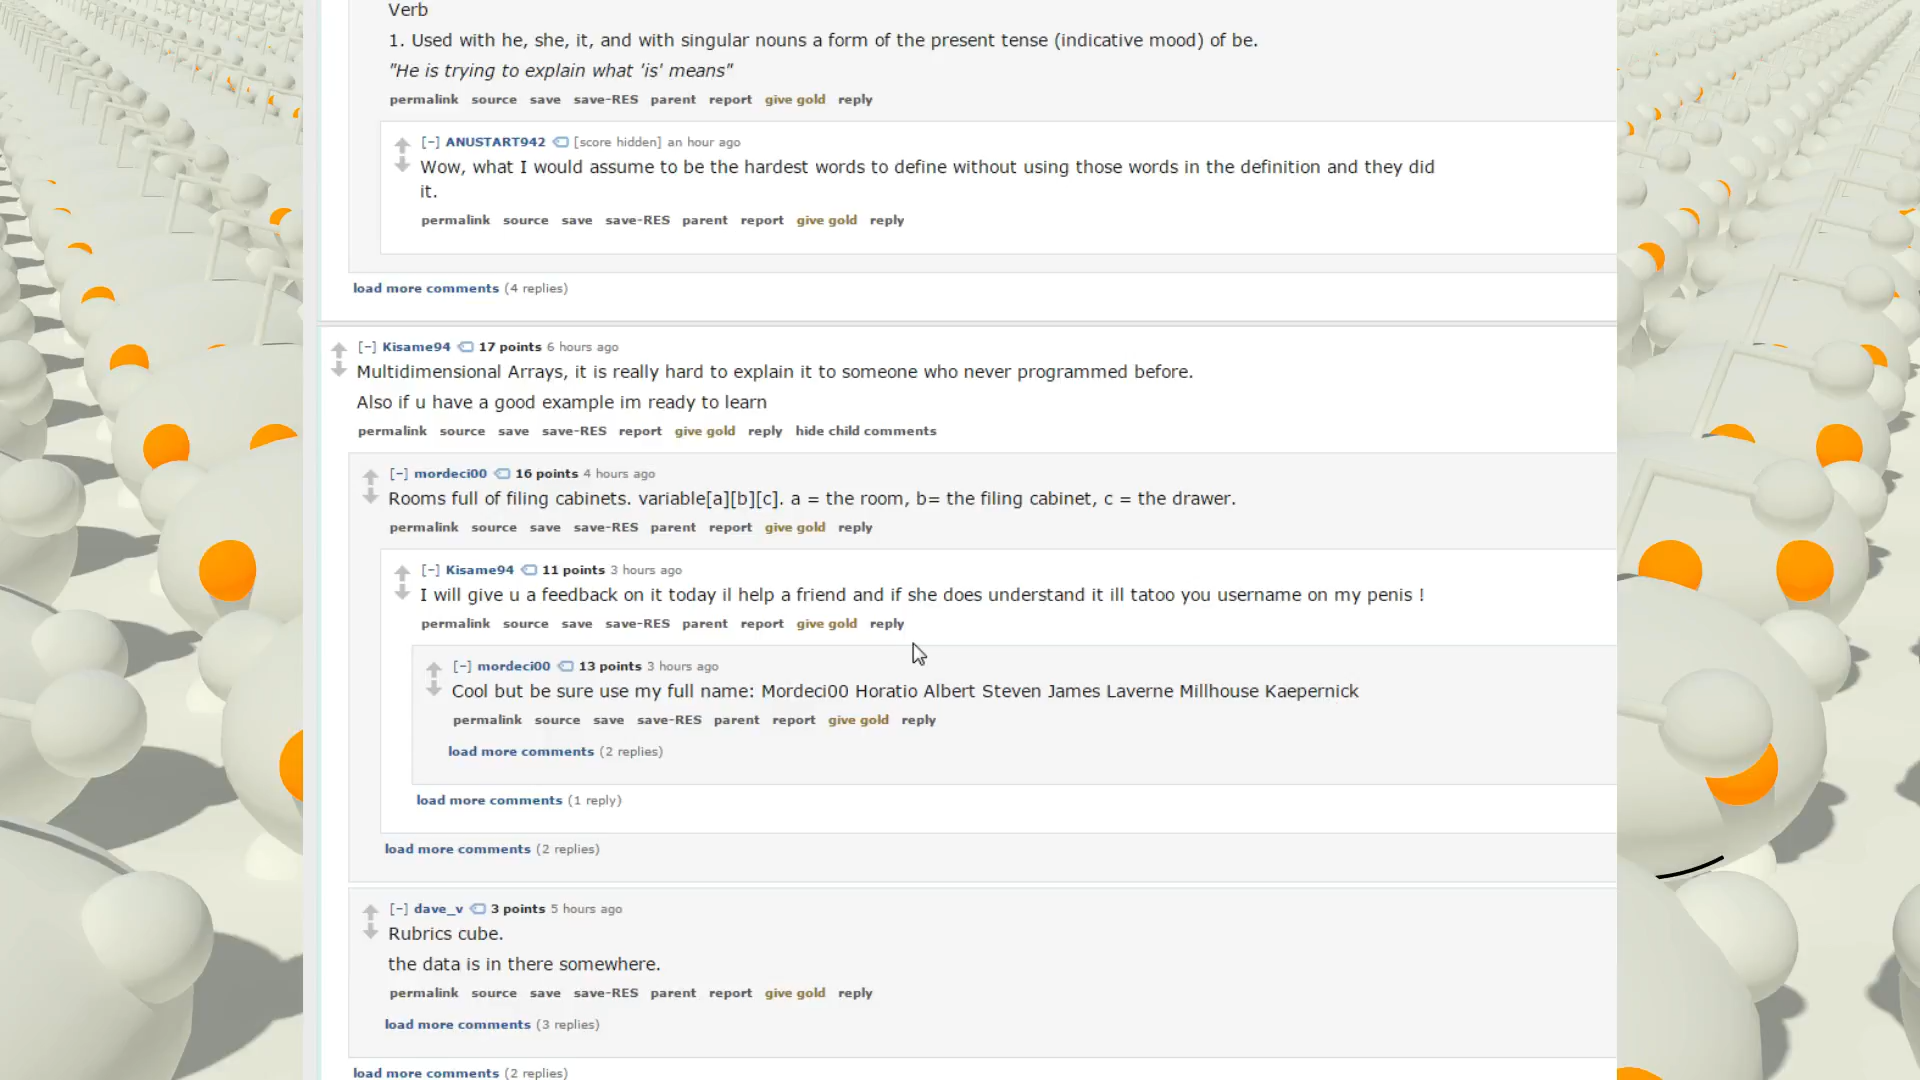 Verb
1. Used with he, she, it, and with singular nouns a form of the present tense (indicative mood) of be.
"He is trying to explain what 'is' means"
permalink source save save-RES parent report give gold reply
[–] ANUSTART942 [score hidden] an hour ago
Wow, what I would assume to be the hardest words to define without using those words in the definition and they did
it.
permalink source save save-RES parent report give gold reply
load more comments (4 replies)
[–] Kisame94 17 points 6 hours ago
Multidimensional Arrays, it is really hard to explain it to someone who never programmed before.
Also if u have a good example im ready to learn
permalink source save save-RES report give gold reply hide child comments
[–] mordeci00 16 points 4 hours ago
Rooms full of filing cabinets. variable[a][b][c]. a = the room, b= the filing cabinet, c = the drawer.
permalink source save save-RES parent report give gold reply
[–] Kisame94 11 points 3 hours ago
I will give u a feedback on it today il help a friend and if she does understand it ill tatoo you username on my penis !
permalink source save save-RES parent report give gold reply
[–] mordeci00 13 points 3 hours ago
Cool but be sure use my full name: Mordeci00 Horatio Albert Steven James Laverne Millhouse Kaepernick
permalink source save save-RES parent report give gold reply
load more comments (2 replies)
load more comments (1 reply)
load more comments (2 replies)
[–] dave_v 3 points 5 hours ago
Rubrics cube.
the data is in there somewhere.
permalink source save save-RES parent report give gold reply
load more comments (3 replies)
load more comments (2 replies)